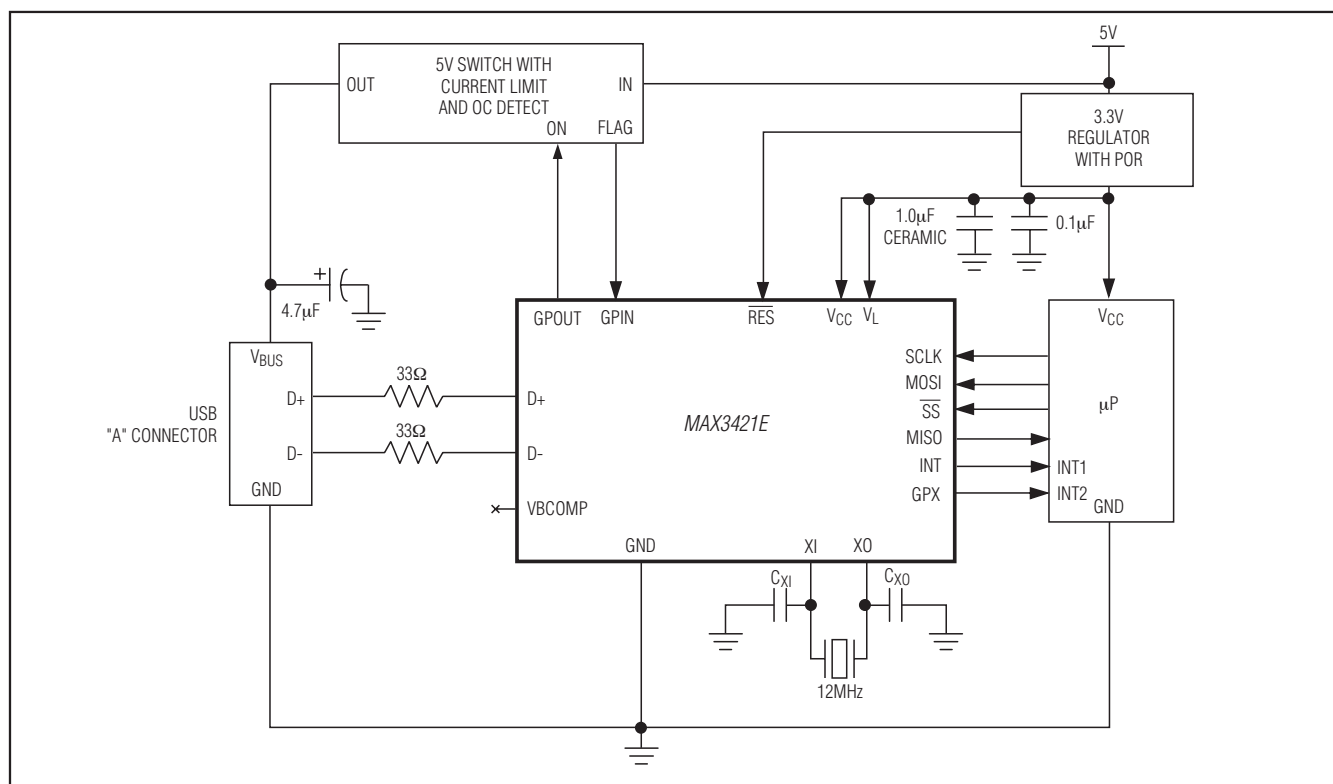 5V
5V SWITCH WITH
CURRENT LIMIT
AND OC DETECT
OUT
IN
ON
FLAG
3.3V
REGULATOR
WITH POR
1.0µF
CERAMIC
0.1µF
+
4.7µF
GPOUT
GPIN
RES
VCC
VL
VCC
VBUS
D+
D-
GND
USB
"A" CONNECTOR
33Ω
33Ω
D+
D-
VBCOMP
MAX3421E
SCLK
MOSI
SS
MISO
INT
GPX
µP
INT1
INT2
GND
GND
XI
XO
CXI
CXO
12MHz